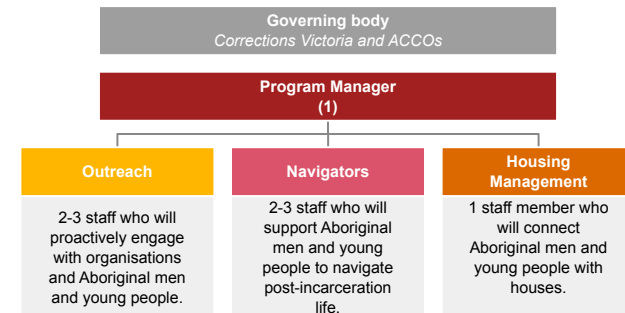 Governing body
Corrections Victoria and ACCOs
Program Manager
(1)
Outreach
2-3 staff who will
proactively engage
with organisations
and Aboriginal men
and young people.
Navigators
2-3 staff who will
support Aboriginal
men and young
people to navigate
post-incarceration
life.
Housing
Management
1 staff member who
will connect
Aboriginal men and
young people with
houses.